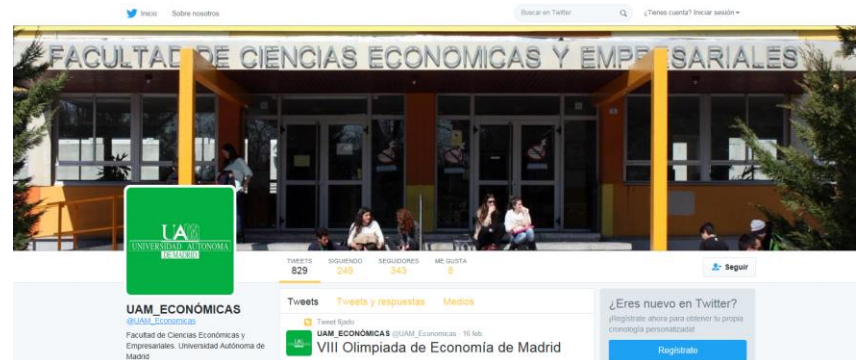 Inicio Sobre nosotros Buscar en Twitter ¿Tienes cuenta? Iniciar sesión
FACULTAD DE CIENCIAS ECONOMICAS Y EMPRESARIALES
UAM
UNIVERSIDAD AUTONOMA
DE MADRID
TWEETS SIGUIENDO SEGUIDORES ME GUSTA
829 249 343 8
Seguir
UAM_ECONÓMICAS
@UAM_Economicas
Facultad de Ciencias Económicas y
Empresariales. Universidad Autónoma de
Madrid
Tweets Tweets y respuestas Medios
Tweet fijado
UAM_ECONÓMICAS @UAM_Economicas · 16 feb.
VIII Olimpiada de Economía de Madrid
¿Eres nuevo en Twitter?
¡Regístrate ahora para obtener tu propia
cronología personalizada!
Regístrate